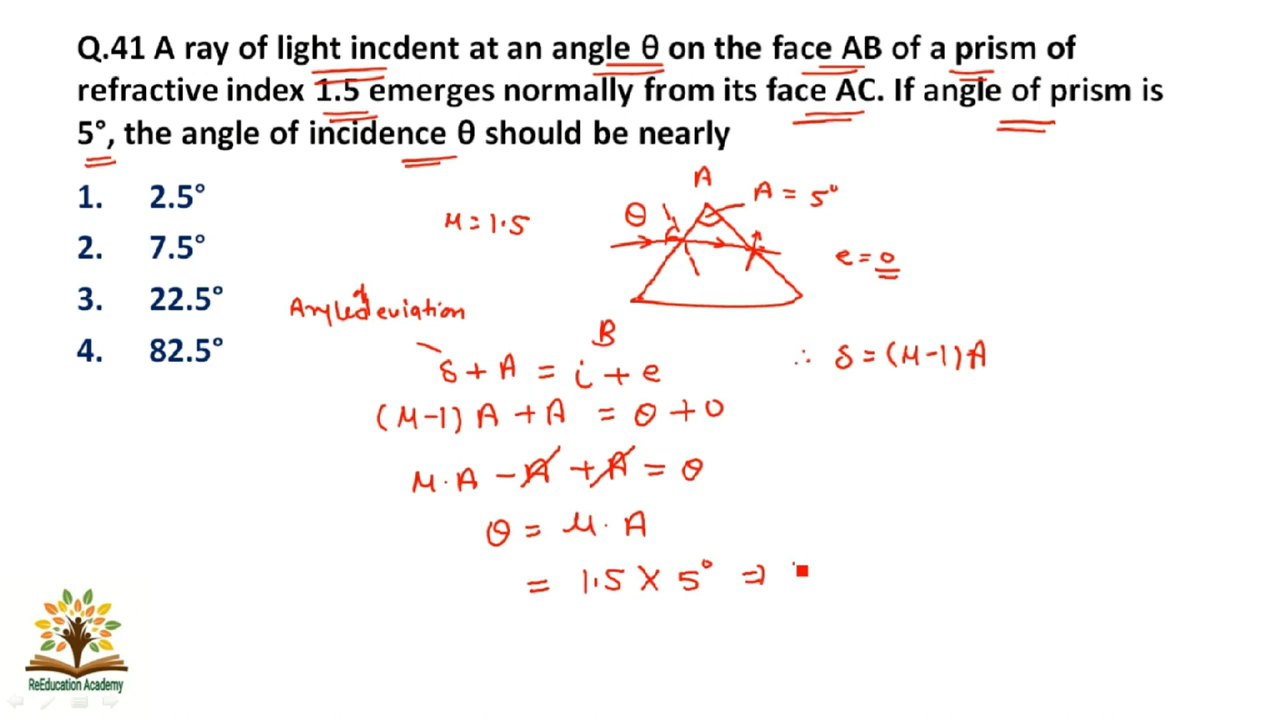 Q.41 A ray of light incdent at an angle θ on the face AB of a prism of
refractive index 1.5 emerges normally from its face AC. If angle of prism is
5°, the angle of incidence θ should be nearly
1. 2.5°
2. 7.5°
3. 22.5°
4. 82.5°
A
A = 5°
θ
μ = 1.5
e = 0
Angle of deviation
B
δ + A = i + e
∴ δ = (μ-1)A
(μ-1) A + A = θ + 0
μ·A - A + A = θ
θ = μ·A
= 1.5 × 5° ⇒
ReEducation Academy